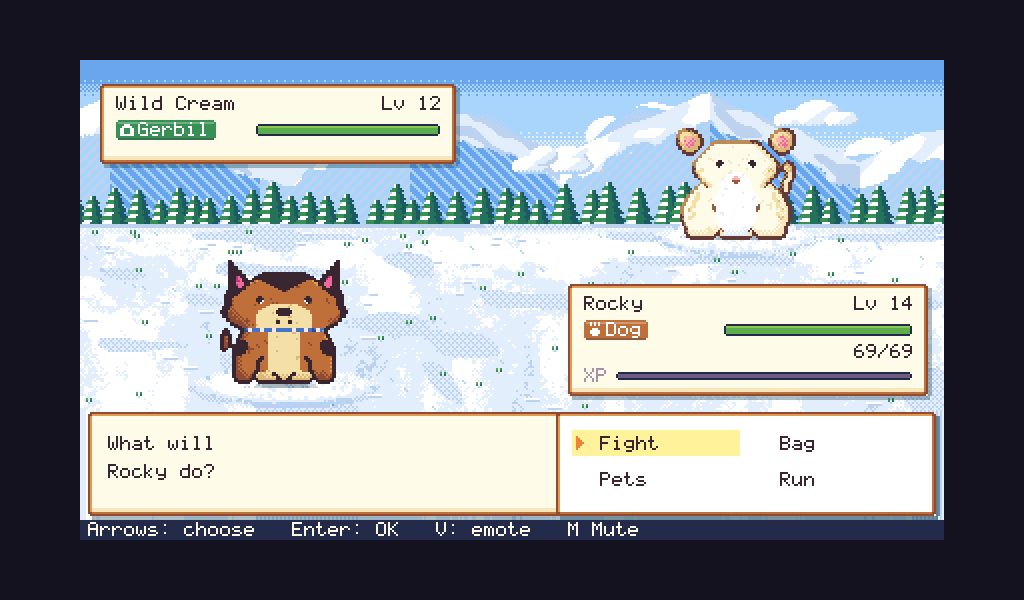 Wild Cream Lv 12
Gerbil
Rocky Lv 14
Dog
69/69
XP
What will
Rocky do?
Fight Bag
Pets Run
Arrows: choose Enter: OK V: emote M Mute